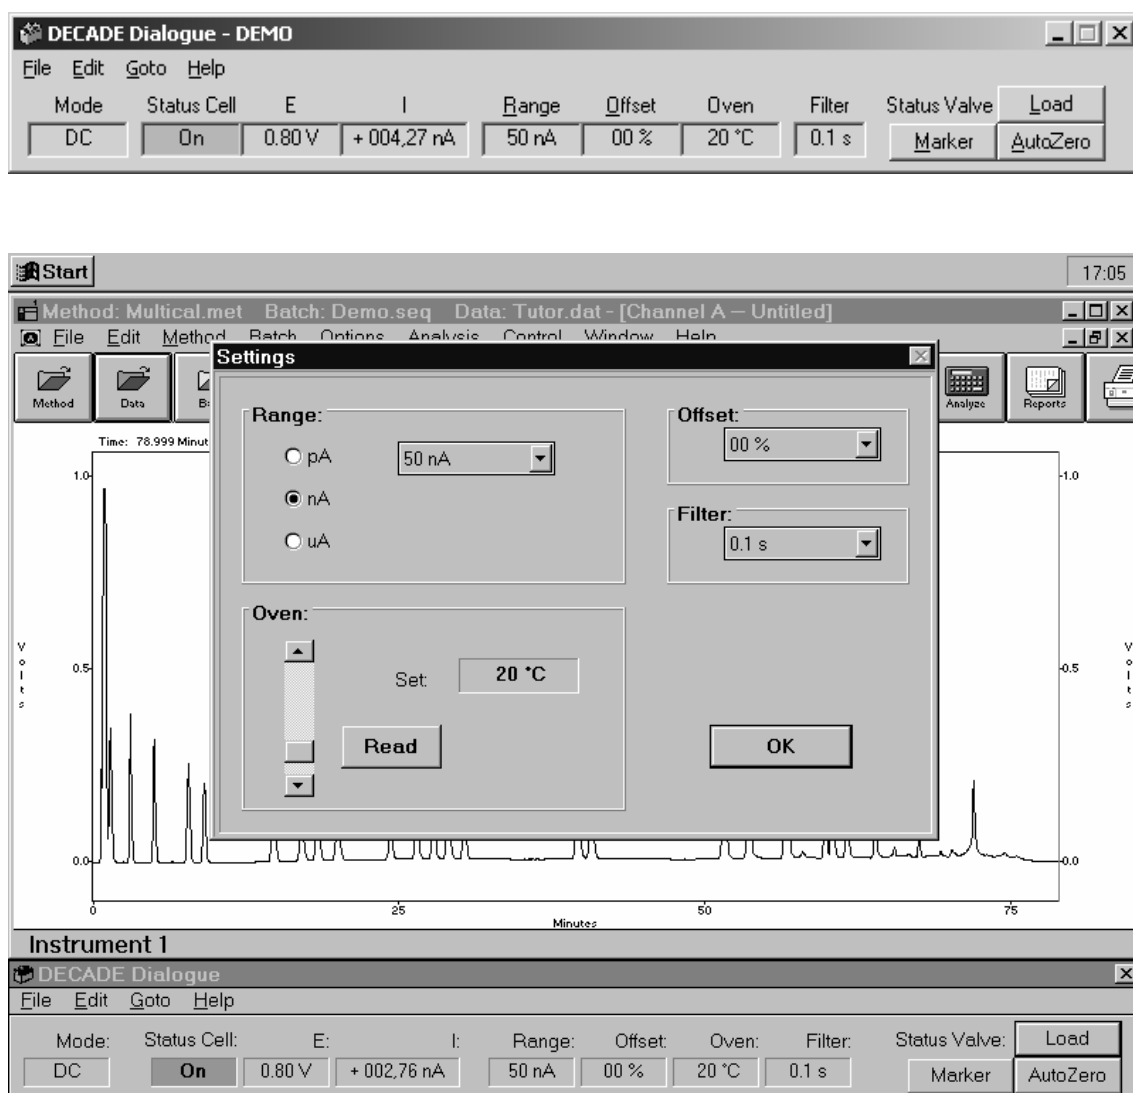 DECADE Dialogue - DEMO
File Edit Goto Help
Mode Status Cell E I Range Offset Oven Filter Status Valve Load
DC On 0.80 V + 004,27 nA 50 nA 00 % 20 °C 0.1 s Marker AutoZero
Start 17:05
Method: Multical.met Batch: Demo.seq Data: Tutor.dat - [Channel A – Untitled]
File Edit Method Batch Options Analysis Control Window Help
Settings
Method Data Analyze Reports
Time: 78.999 Minut
Range: Offset:
pA 50 nA 00 %
nA
Filter:
uA 0.1 s
1.0 1.0
Oven:
Volts 0.5 0.5 Volts
Set: 20 °C
Read OK
0.0 0.0
0 25 50 75
Minutes
Instrument 1
DECADE Dialogue
File Edit Goto Help
Mode: Status Cell: E: I: Range: Offset: Oven: Filter: Status Valve: Load
DC On 0.80 V + 002,76 nA 50 nA 00 % 20 °C 0.1 s Marker AutoZero